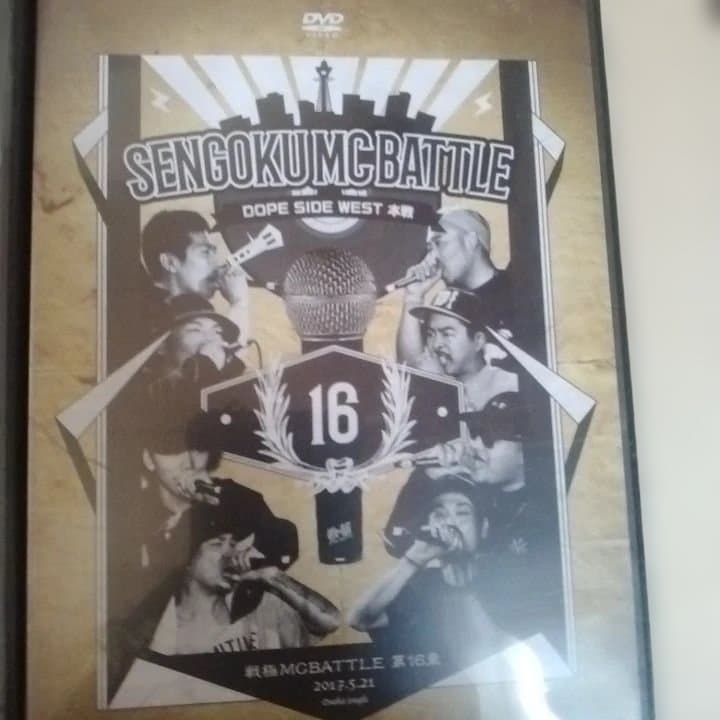 DVD
VIDEO
SENGOKU MC BATTLE
DOPE SIDE WEST 本戦
16
戦極MCBATTLE 第16章
2017.5.21